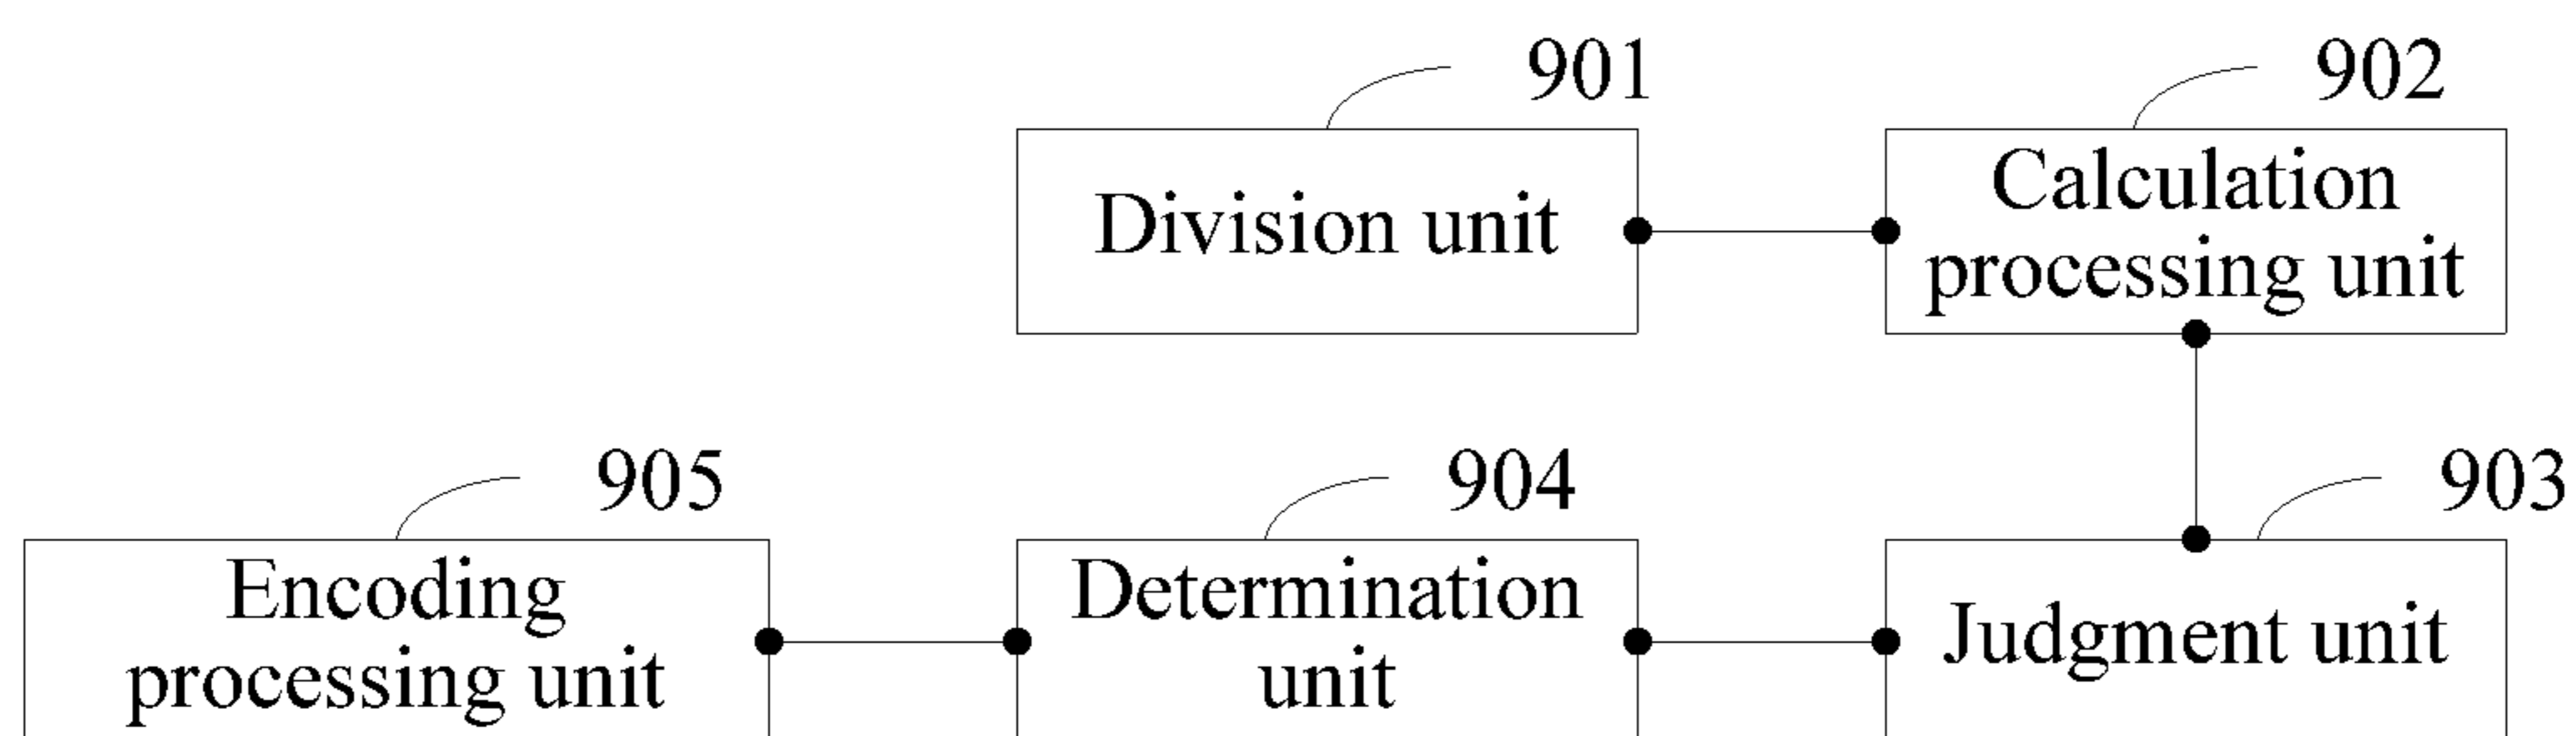 901
902
Division unit
Calculation
processing unit
905
904
903
Encoding
processing unit
Determination
unit
Judgment unit